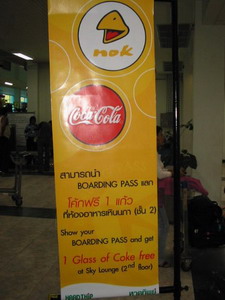 nok
Coca-Cola
สามารถนำ
BOARDING PASS แลก
โค้กฟรี 1 แก้ว
ที่ห้องอาหารเหินนภา (ชั้น 2)
Show your
BOARDING PASS and get
1 Glass of Coke free
at Sky Lounge (2nd floor)